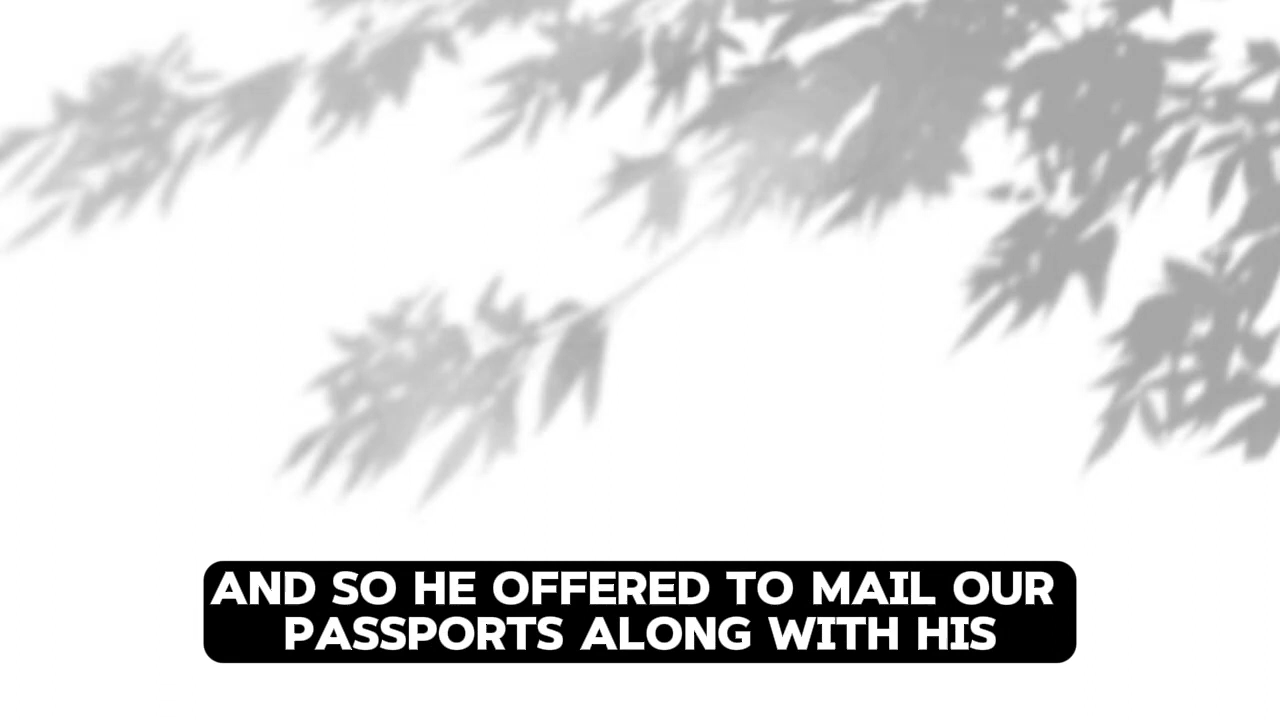 AND SO HE OFFERED TO MAIL OUR
PASSPORTS ALONG WITH HIS